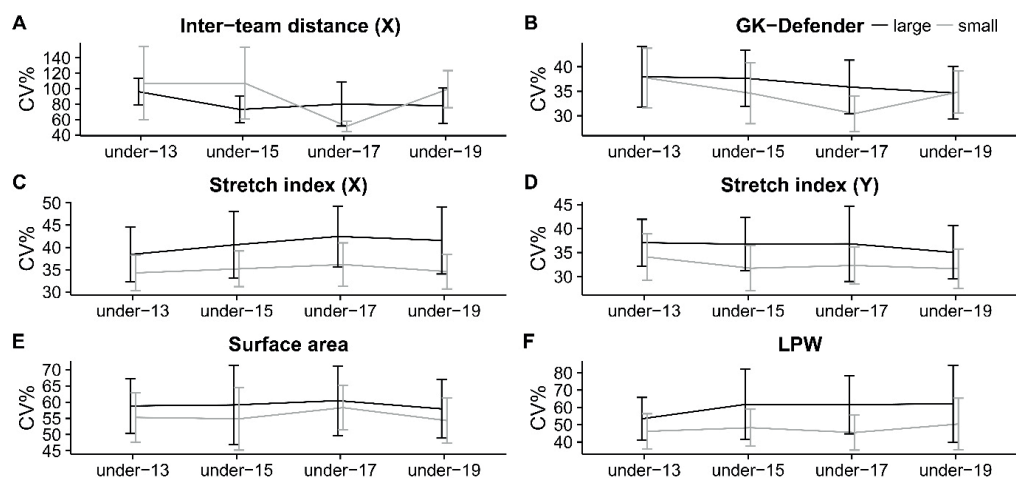 A Inter-team distance (X)
CV%
140
120
100
80
60
40
under-13 under-15 under-17 under-19
B GK-Defender large small
CV%
40
35
30
under-13 under-15 under-17 under-19
C Stretch index (X)
CV%
50
45
40
35
30
under-13 under-15 under-17 under-19
D Stretch index (Y)
CV%
45
40
35
30
under-13 under-15 under-17 under-19
E Surface area
CV%
70
65
60
55
50
45
under-13 under-15 under-17 under-19
F LPW
CV%
80
70
60
50
40
under-13 under-15 under-17 under-19